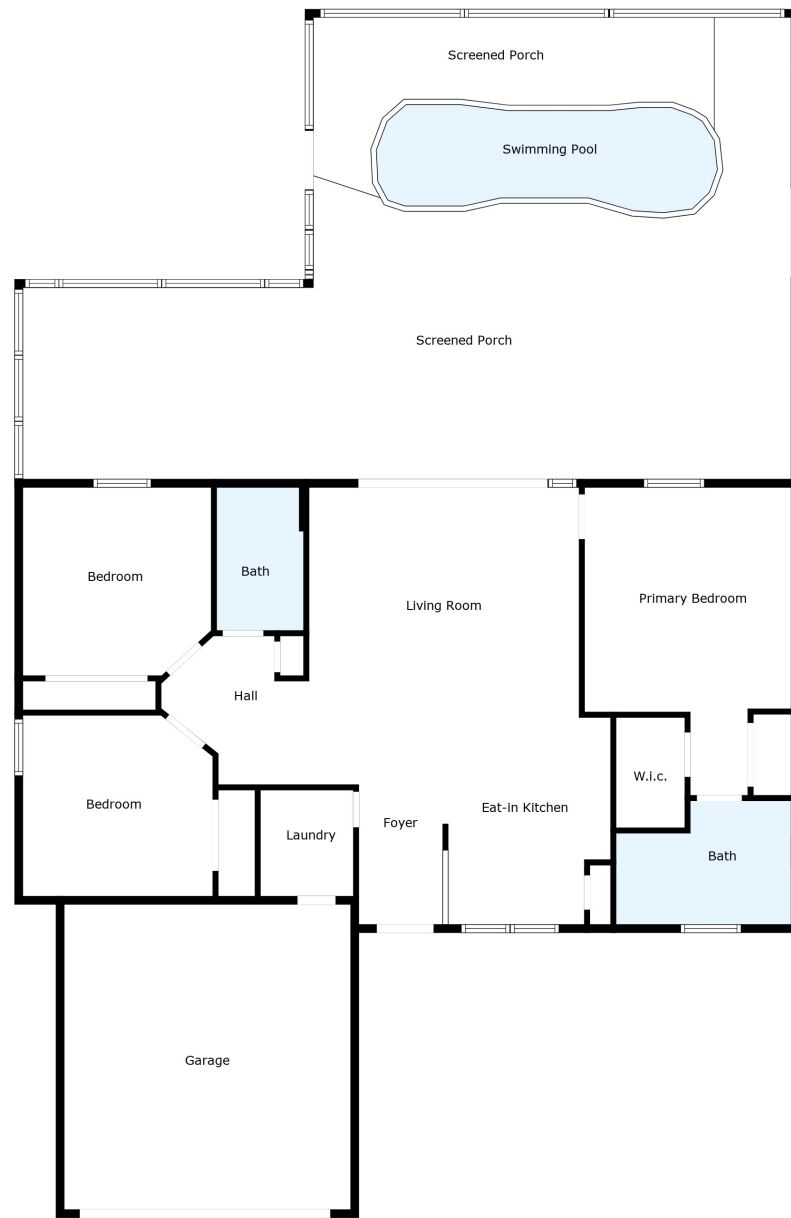 Screened Porch
Swimming Pool
Screened Porch
Bedroom
Bath
Living Room
Primary Bedroom
Hall
W.i.c.
Bedroom
Eat-in Kitchen
Laundry
Foyer
Bath
Garage